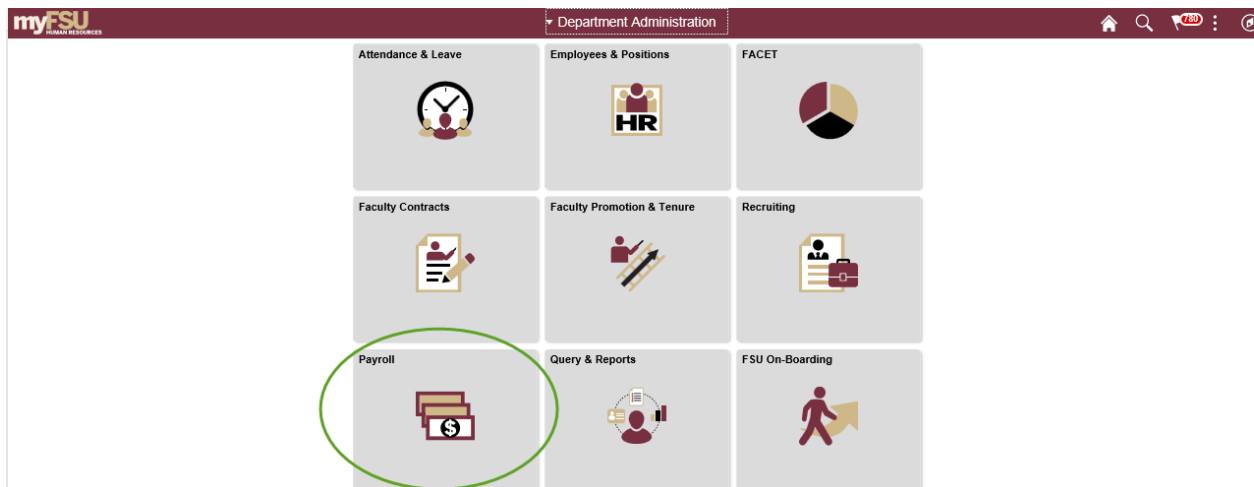 myFSU
HUMAN RESOURCES
Department Administration
780
Attendance & Leave
Employees & Positions
FACET
HR
Faculty Contracts
Faculty Promotion & Tenure
Recruiting
Payroll
Query & Reports
FSU On-Boarding
$